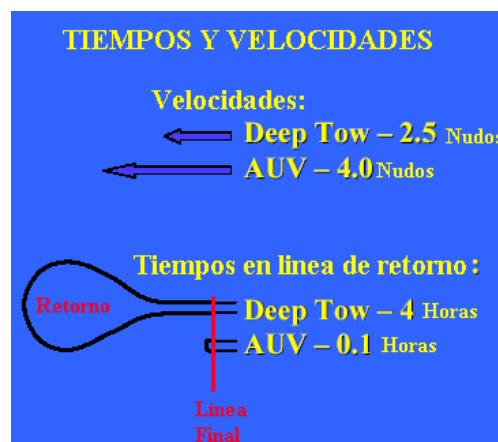 TIEMPOS Y VELOCIDADES
Velocidades:
Deep Tow – 2.5 Nudos
AUV – 4.0 Nudos
Tiempos en linea de retorno :
Retorno
Deep Tow – 4 Horas
AUV – 0.1 Horas
Linea
Final